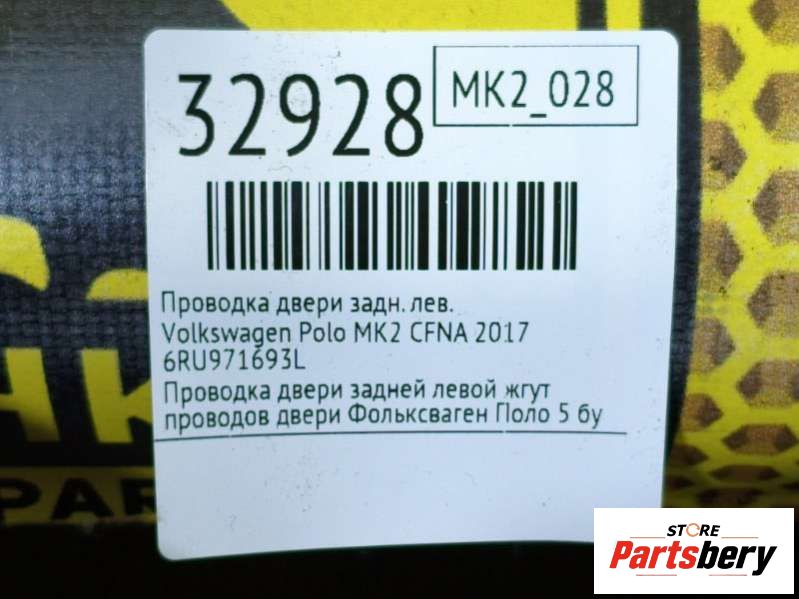 32928
MK2_028
Проводка двери задн. лев.
Volkswagen Polo MK2 CFNA 2017
6RU971693L
Проводка двери задней левой жгут
проводов двери Фольксваген Поло 5 бу
STORE
Partsbery